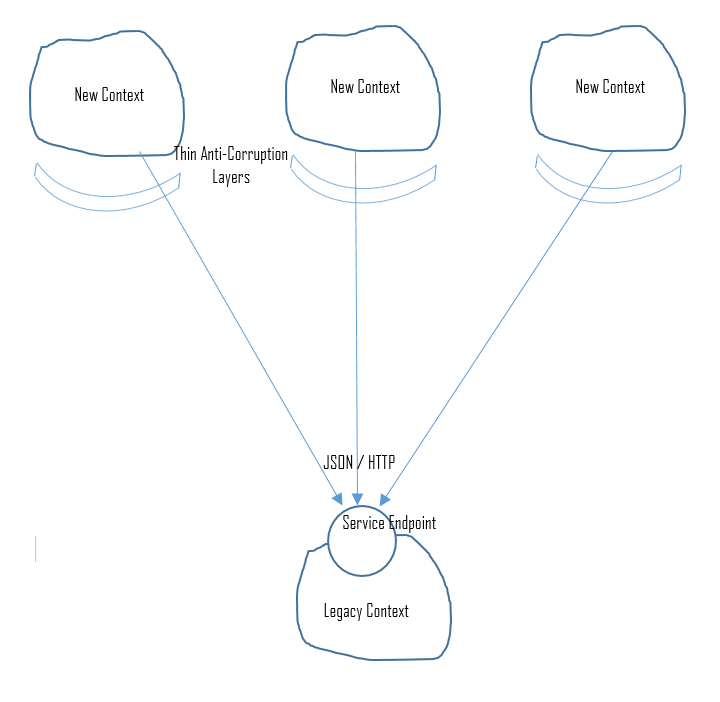 New Context
New Context
New Context
Thin Anti-Corruption
Layers
JSON / HTTP
Service Endpoint
Legacy Context